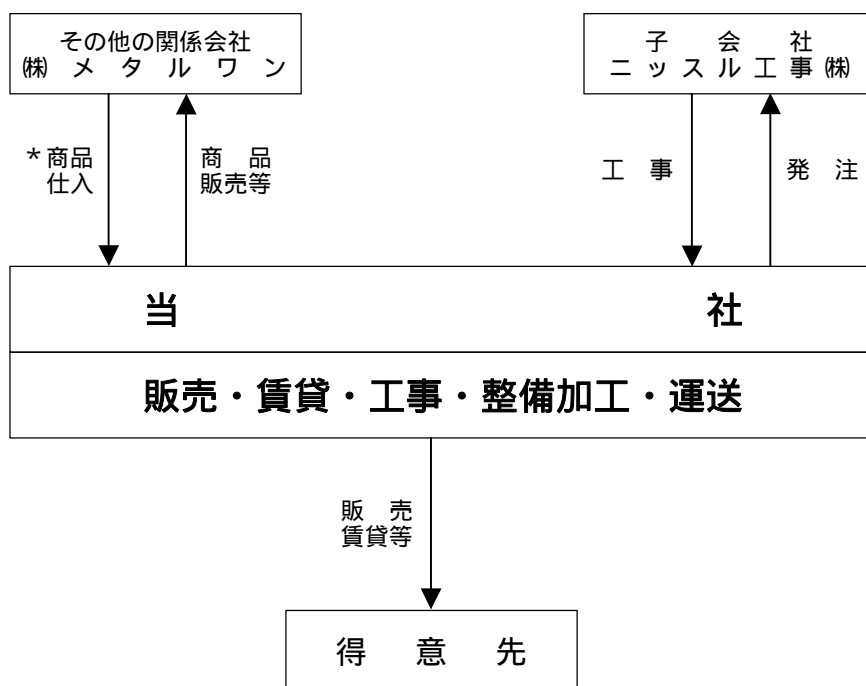 その他の関係会社
㈱メタルワン
子会社
ニッスル工事㈱
*商品
仕入
商品
販売等
工事
発注
当社
販売・賃貸・工事・整備加工・運送
販売
賃貸等
得意先